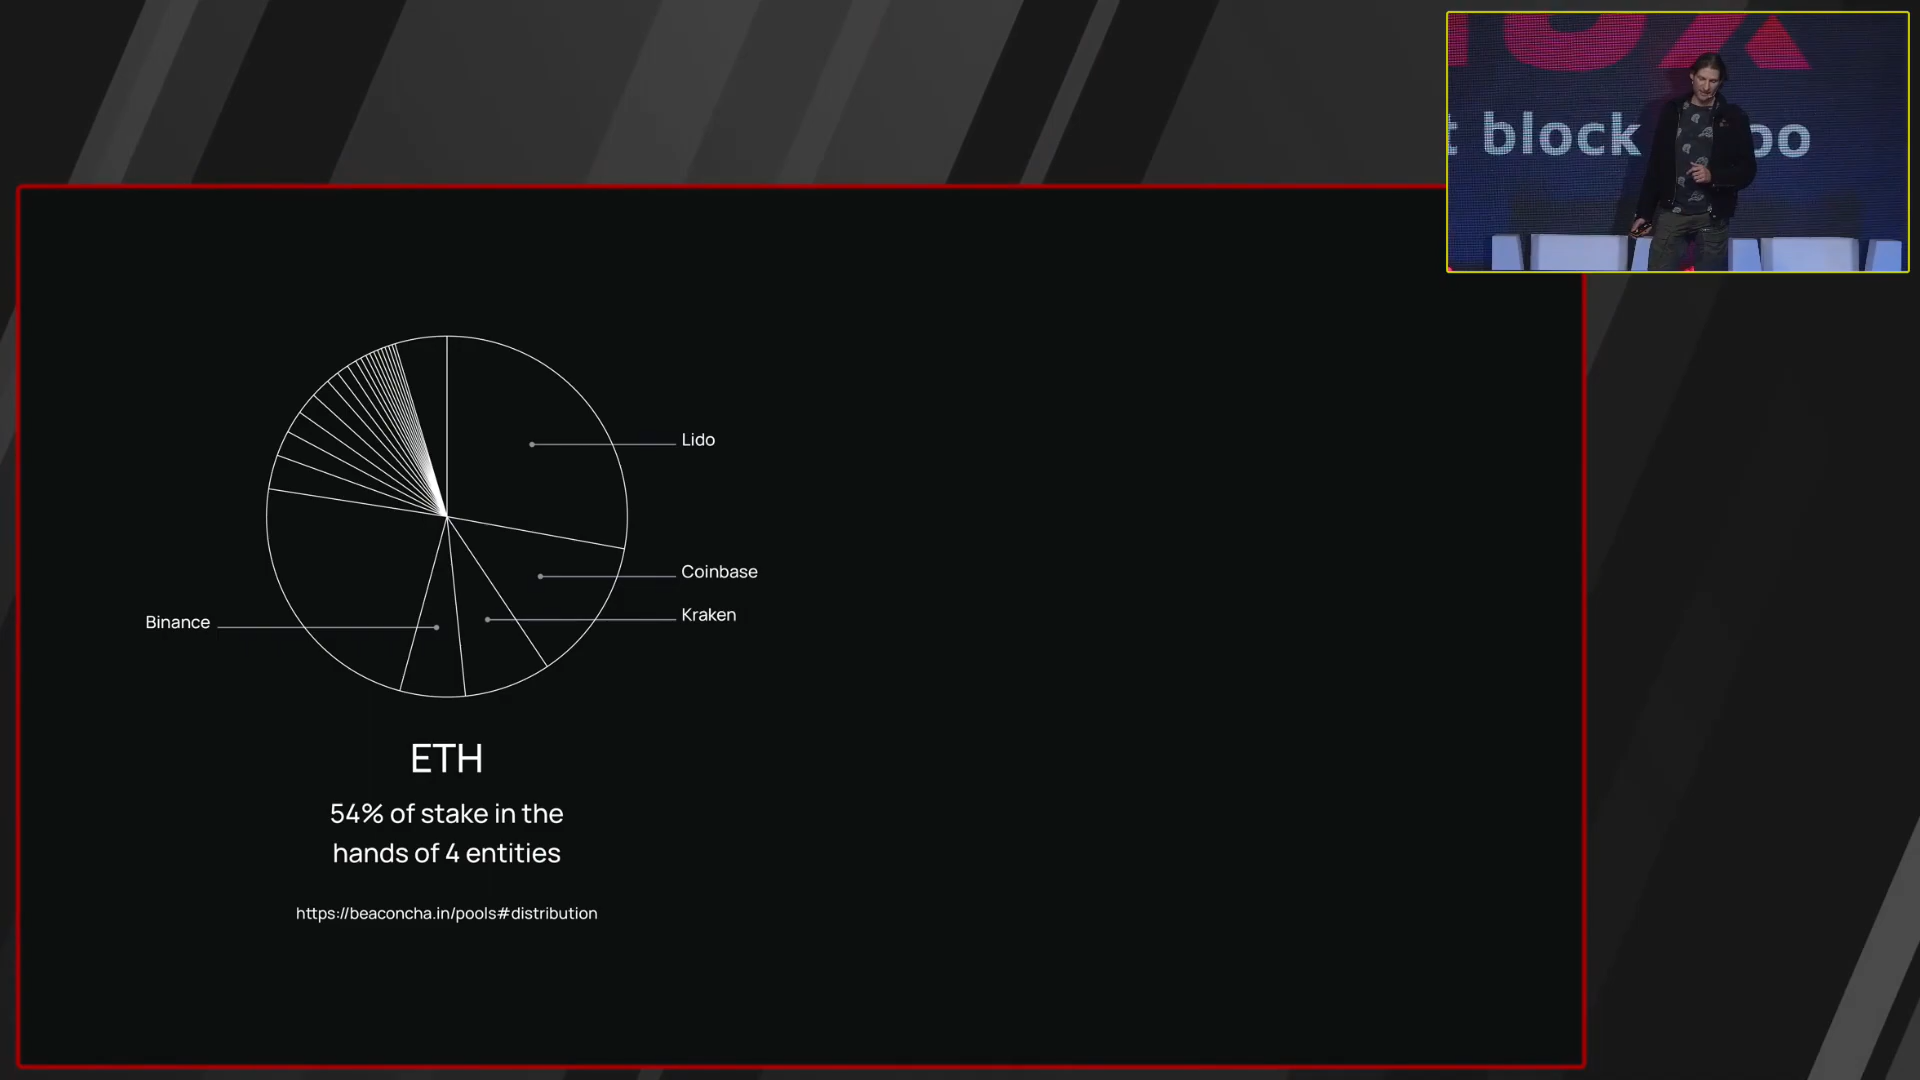 t block
oo
Lido
Coinbase
Kraken
Binance
ETH
54% of stake in the
hands of 4 entities
https://beaconcha.in/pools#distribution